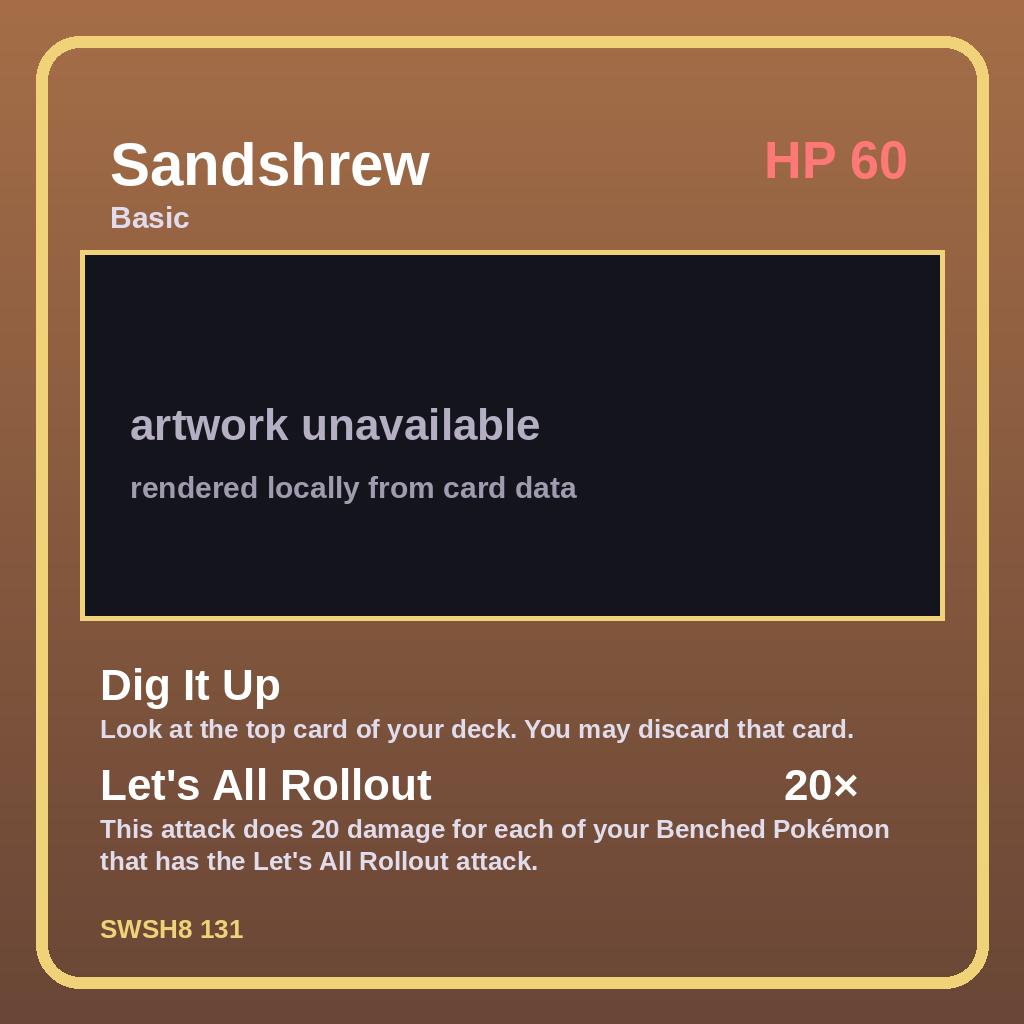 Sandshrew
HP 60
Basic
artwork unavailable
rendered locally from card data
Dig It Up
Look at the top card of your deck. You may discard that card.
Let's All Rollout 20×
This attack does 20 damage for each of your Benched Pokémon
that has the Let's All Rollout attack.
SWSH8 131